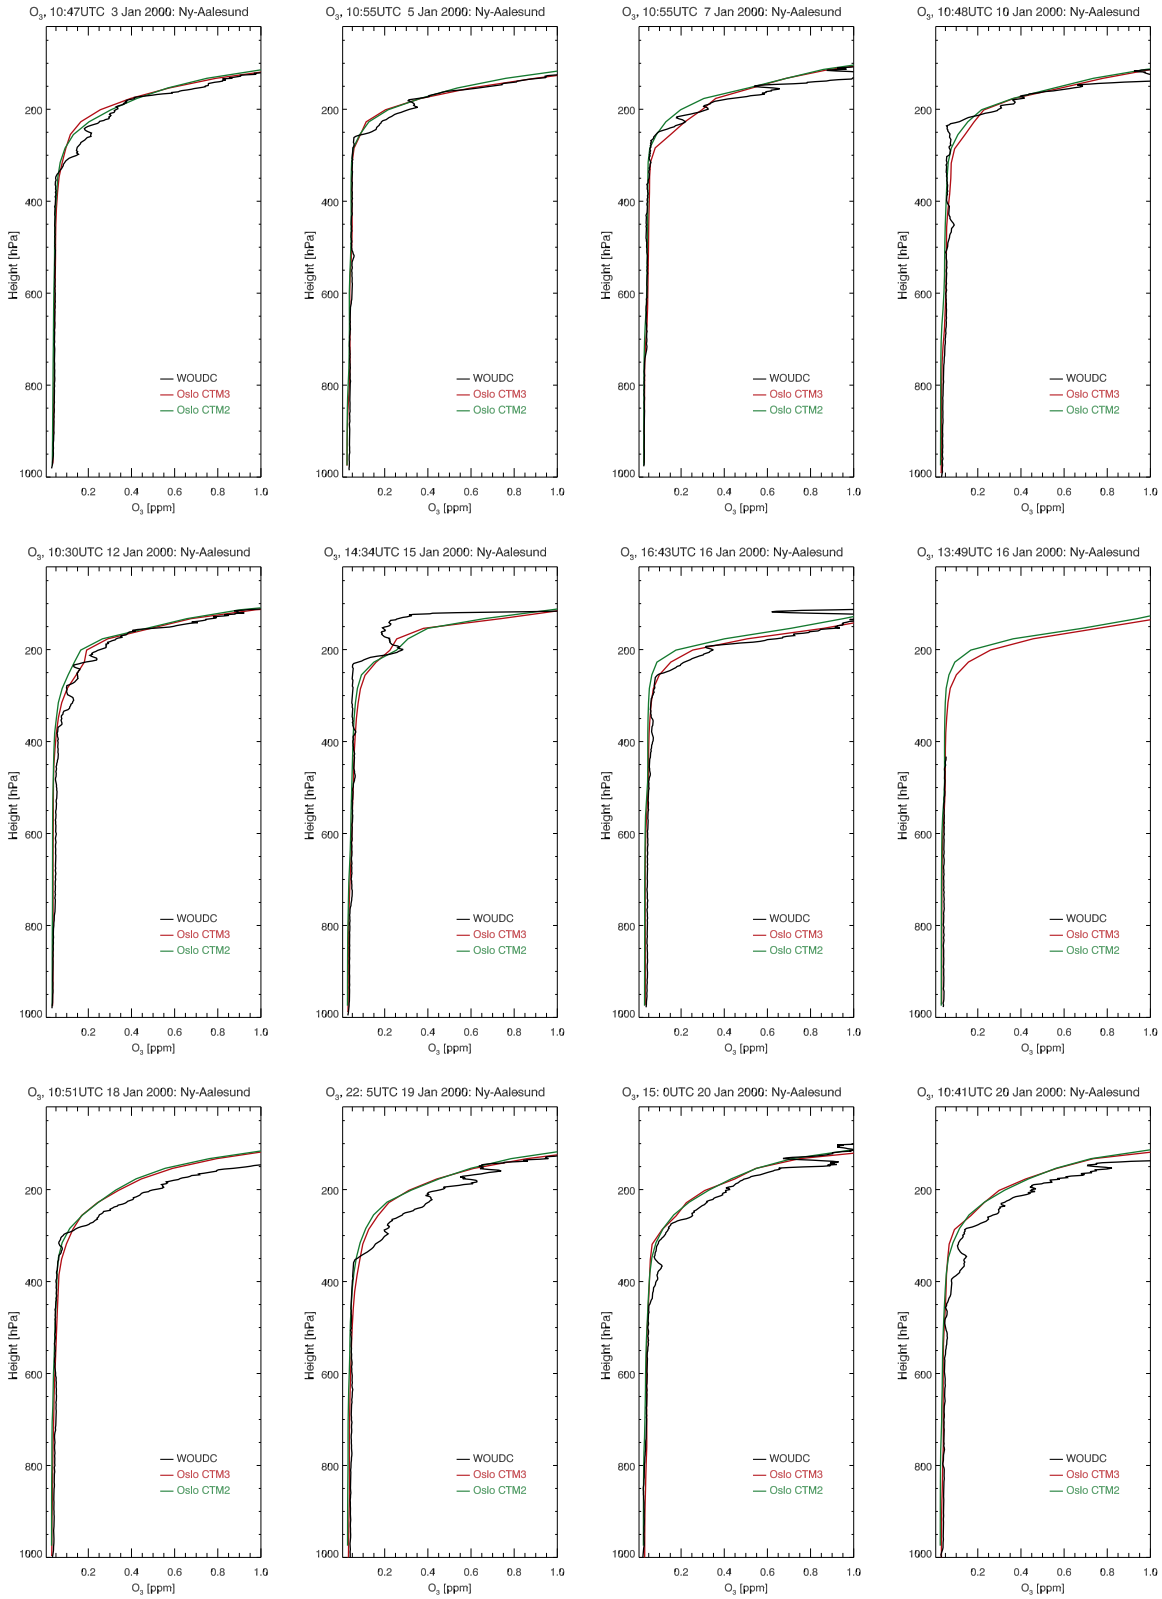 O3, 10:47UTC 3 Jan 2000: Ny-Aalesund
O3, 10:55UTC 5 Jan 2000: Ny-Aalesund
O3, 10:55UTC 7 Jan 2000: Ny-Aalesund
O3, 10:48UTC 10 Jan 2000: Ny-Aalesund
200
400
600
800
1000
Height [hPa]
WOUDC
Oslo CTM3
Oslo CTM2
0.2 0.4 0.6 0.8 1.0
O3 [ppm]
200
400
600
800
1000
Height [hPa]
WOUDC
Oslo CTM3
Oslo CTM2
0.2 0.4 0.6 0.8 1.0
O3 [ppm]
200
400
600
800
1000
Height [hPa]
WOUDC
Oslo CTM3
Oslo CTM2
0.2 0.4 0.6 0.8 1.0
O3 [ppm]
200
400
600
800
1000
Height [hPa]
WOUDC
Oslo CTM3
Oslo CTM2
0.2 0.4 0.6 0.8 1.0
O3 [ppm]
O3, 10:30UTC 12 Jan 2000: Ny-Aalesund
O3, 14:34UTC 15 Jan 2000: Ny-Aalesund
O3, 16:43UTC 16 Jan 2000: Ny-Aalesund
O3, 13:49UTC 16 Jan 2000: Ny-Aalesund
200
400
600
800
1000
Height [hPa]
WOUDC
Oslo CTM3
Oslo CTM2
0.2 0.4 0.6 0.8 1.0
O3 [ppm]
200
400
600
800
1000
Height [hPa]
WOUDC
Oslo CTM3
Oslo CTM2
0.2 0.4 0.6 0.8 1.0
O3 [ppm]
200
400
600
800
1000
Height [hPa]
WOUDC
Oslo CTM3
Oslo CTM2
0.2 0.4 0.6 0.8 1.0
O3 [ppm]
200
400
600
800
1000
Height [hPa]
WOUDC
Oslo CTM3
Oslo CTM2
0.2 0.4 0.6 0.8 1.0
O3 [ppm]
O3, 10:51UTC 18 Jan 2000: Ny-Aalesund
O3, 22: 5UTC 19 Jan 2000: Ny-Aalesund
O3, 15: 0UTC 20 Jan 2000: Ny-Aalesund
O3, 10:41UTC 20 Jan 2000: Ny-Aalesund
200
400
600
800
1000
Height [hPa]
WOUDC
Oslo CTM3
Oslo CTM2
0.2 0.4 0.6 0.8 1.0
O3 [ppm]
200
400
600
800
1000
Height [hPa]
WOUDC
Oslo CTM3
Oslo CTM2
0.2 0.4 0.6 0.8 1.0
O3 [ppm]
200
400
600
800
1000
Height [hPa]
WOUDC
Oslo CTM3
Oslo CTM2
0.2 0.4 0.6 0.8 1.0
O3 [ppm]
200
400
600
800
1000
Height [hPa]
WOUDC
Oslo CTM3
Oslo CTM2
0.2 0.4 0.6 0.8 1.0
O3 [ppm]